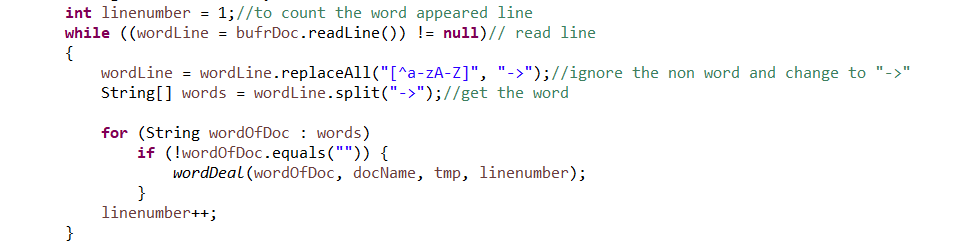 int linenumber = 1;//to count the word appeared line
while ((wordLine = bufrDoc.readLine()) != null)// read line
{
    wordLine = wordLine.replaceAll("[^a-zA-Z]", "->");//ignore the non word and change to "->"
    String[] words = wordLine.split("->");//get the word

    for (String wordOfDoc : words)
        if (!wordOfDoc.equals("")) {
            wordDeal(wordOfDoc, docName, tmp, linenumber);
        }
    linenumber++;
}